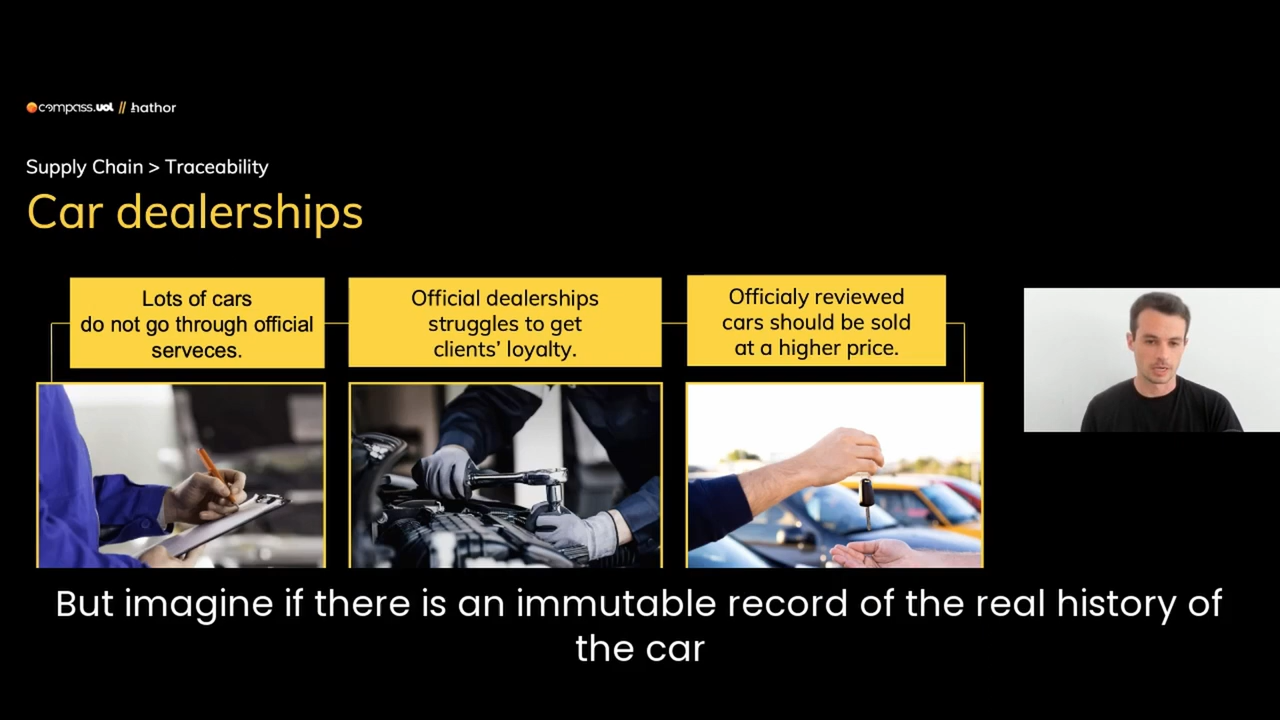 compass.uol // hathor
Supply Chain > Traceability
Car dealerships
Lots of cars
do not go through official
serveces.
Official dealerships
struggles to get
clients’ loyalty.
Officialy reviewed
cars should be sold
at a higher price.
But imagine if there is an immutable record of the real history of
the car